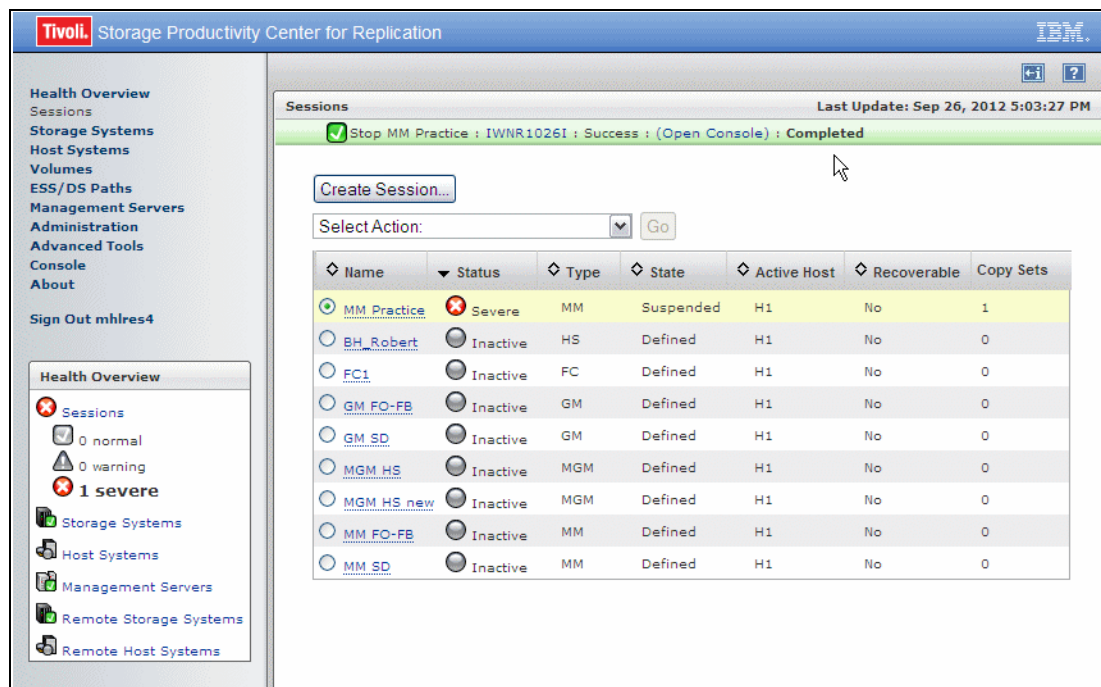 Tivoli. Storage Productivity Center for Replication IBM.
Health Overview
Sessions
Storage Systems
Host Systems
Volumes
ESS/DS Paths
Management Servers
Administration
Advanced Tools
Console
About
Sign Out mhlres4
Health Overview
Sessions
0 normal
0 warning
1 severe
Storage Systems
Host Systems
Management Servers
Remote Storage Systems
Remote Host Systems
i ?
Sessions Last Update: Sep 26, 2012 5:03:27 PM
Stop MM Practice : IWNR1026I : Success : (Open Console) : Completed
Create Session...
Select Action: Go
Name Status Type State Active Host Recoverable Copy Sets
MM Practice Severe MM Suspended H1 No 1
BH_Robert Inactive HS Defined H1 No 0
FC1 Inactive FC Defined H1 No 0
GM FO-FB Inactive GM Defined H1 No 0
GM SD Inactive GM Defined H1 No 0
MGM HS Inactive MGM Defined H1 No 0
MGM HS new Inactive MGM Defined H1 No 0
MM FO-FB Inactive MM Defined H1 No 0
MM SD Inactive MM Defined H1 No 0